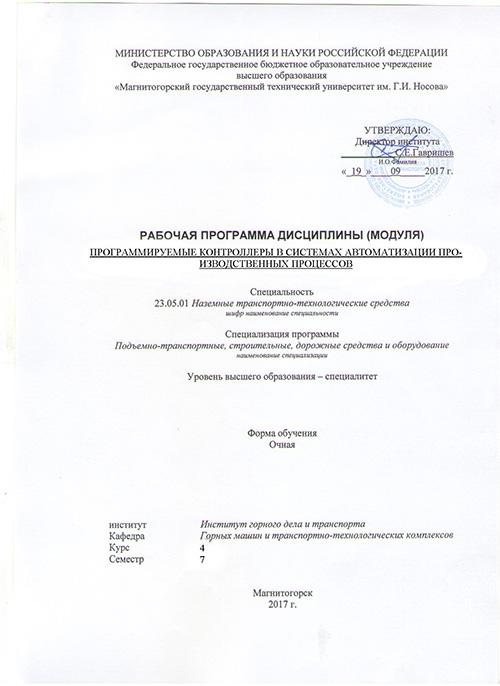 МИНИСТЕРСТВО ОБРАЗОВАНИЯ И НАУКИ РОССИЙСКОЙ ФЕДЕРАЦИИ
Федеральное государственное бюджетное образовательное учреждение
высшего образования
«Магнитогорский государственный технический университет им. Г.И. Носова»
УТВЕРЖДАЮ:
Директор института
С.Е.Гавришев
И.О.Фамилия
« 19 » 09 2017 г.
РАБОЧАЯ ПРОГРАММА ДИСЦИПЛИНЫ (МОДУЛЯ)
ПРОГРАММИРУЕМЫЕ КОНТРОЛЛЕРЫ В СИСТЕМАХ АВТОМАТИЗАЦИИ ПРО-
ИЗВОДСТВЕННЫХ ПРОЦЕССОВ
Специальность
23.05.01 Наземные транспортно-технологические средства
шифр наименование специальности
Специализация программы
Подъемно-транспортные, строительные, дорожные средства и оборудование
наименование специализации
Уровень высшего образования – специалитет
Форма обучения
Очная
институт Институт горного дела и транспорта
Кафедра Горных машин и транспортно-технологических комплексов
Курс 4
Семестр 7
Магнитогорск
2017 г.